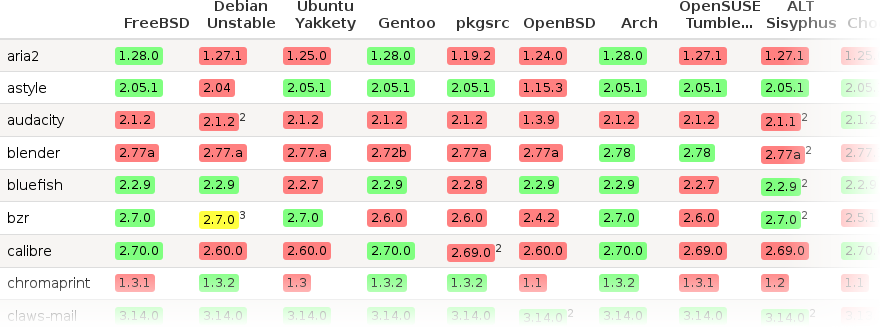 Debian Ubuntu OpenSUSE ALT
FreeBSD Unstable Yakkety Gentoo pkgsrc OpenBSD Arch Tumble... Sisyphus Cho
aria2 1.28.0 1.27.1 1.25.0 1.28.0 1.19.2 1.24.0 1.28.0 1.27.1 1.27.1 1.25
astyle 2.05.1 2.04 2.05.1 2.05.1 2.05.1 1.15.3 2.05.1 2.05.1 2.05.1 2.05
audacity 2.1.2 2.1.2 2 2.1.2 2.1.2 2.1.2 1.3.9 2.1.2 2.1.2 2.1.1 2 2.1.2
blender 2.77a 2.77.a 2.77.a 2.72b 2.77a 2.77a 2.78 2.78 2.77a 2 2.77
bluefish 2.2.9 2.2.9 2.2.7 2.2.9 2.2.8 2.2.9 2.2.9 2.2.7 2.2.9 2 2.2.9
bzr 2.7.0 2.7.0 3 2.7.0 2.6.0 2.6.0 2.4.2 2.7.0 2.6.0 2.7.0 2 2.5.1
calibre 2.70.0 2.60.0 2.60.0 2.70.0 2.69.0 2 2.60.0 2.70.0 2.69.0 2.69.0 2.70
chromaprint 1.3.1 1.3.2 1.3 1.3.2 1.3.2 1.1 1.3.2 1.3.1 1.2 1.1
claws-mail 3.14.0 3.14.0 3.14.0 3.14.0 3.14.0 3.14.0 2 3.14.0 3.14.0 3.14.0 2